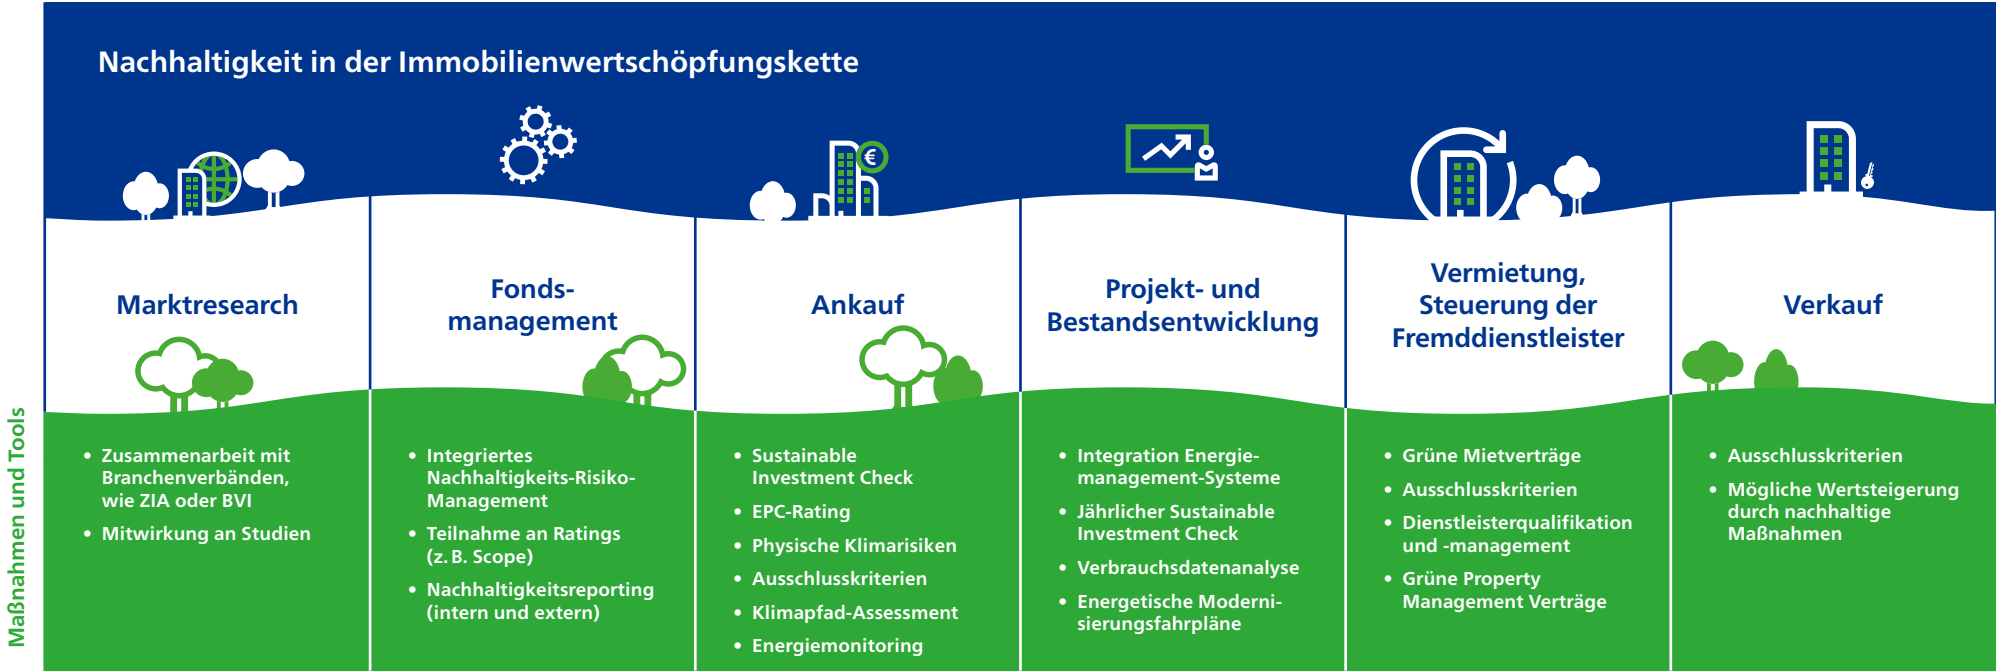 Nachhaltigkeit in der Immobilienwertschöpfungskette
€
Marktresearch
Fonds-
management
Ankauf
Projekt- und
Bestandsentwicklung
Vermietung,
Steuerung der
Fremddienstleister
Verkauf
Maßnahmen und Tools
• Zusammenarbeit mit
Branchenverbänden,
wie ZIA oder BVI
• Mitwirkung an Studien
• Integriertes
Nachhaltigkeits-Risiko-
Management
• Teilnahme an Ratings
(z. B. Scope)
• Nachhaltigkeitsreporting
(intern und extern)
• Sustainable
Investment Check
• EPC-Rating
• Physische Klimarisiken
• Ausschlusskriterien
• Klimapfad-Assessment
• Energiemonitoring
• Integration Energie-
management-Systeme
• Jährlicher Sustainable
Investment Check
• Verbrauchsdatenanalyse
• Energetische Moderni-
sierungsfahrpläne
• Grüne Mietverträge
• Ausschlusskriterien
• Dienstleisterqualifikation
und -management
• Grüne Property
Management Verträge
• Ausschlusskriterien
• Mögliche Wertsteigerung
durch nachhaltige
Maßnahmen